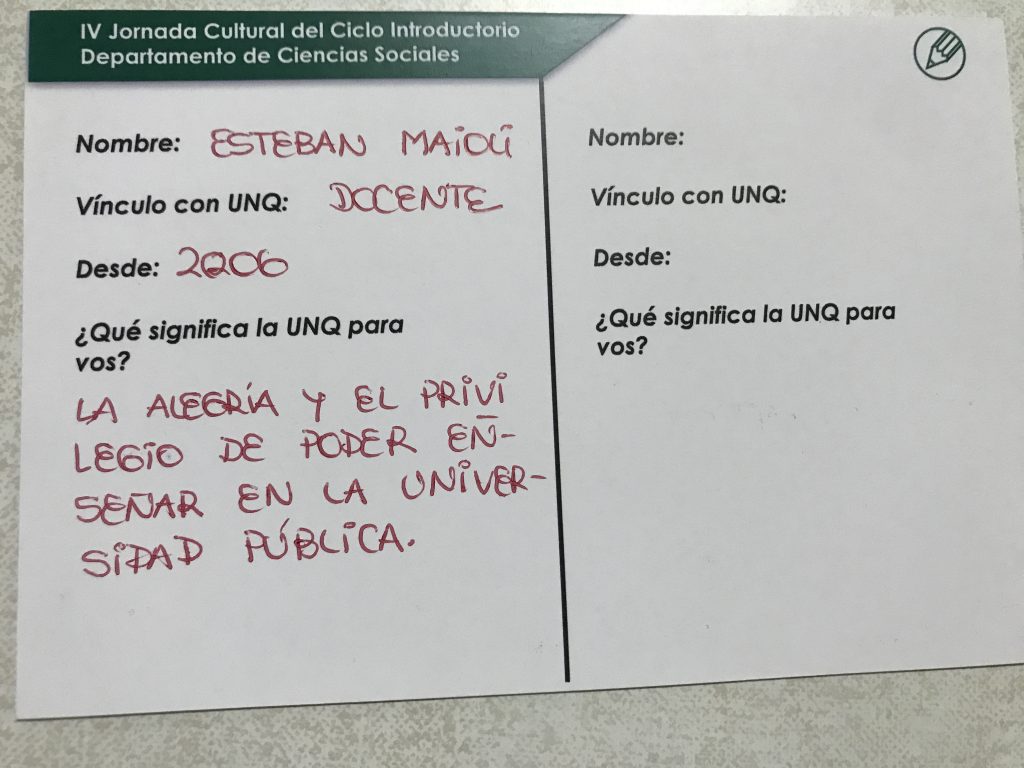 IV Jornada Cultural del Ciclo Introductorio
Departamento de Ciencias Sociales
Nombre: ESTEBAN MAIOLI
Vínculo con UNQ: DOCENTE
Desde: 2006
¿Qué significa la UNQ para
vos?
LA ALEGRÍA Y EL PRIVI
LEGIO DE PODER EÑ-
SEÑAR EN LA UNIVER-
SIDAD PÚBLICA.
Nombre:
Vínculo con UNQ:
Desde:
¿Qué significa la UNQ para
vos?